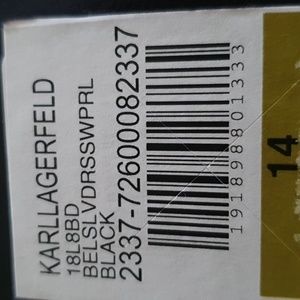 KARLLAGERFELD
18L8BD
BELSLVDRSSWPRL
BLACK
2337-72600082337
191898801333
14